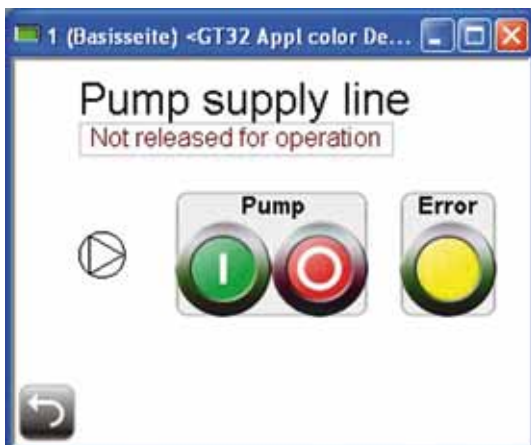 1 (Basisseite) <GT32 Appl color De...
Pump supply line
Not released for operation
Pump
Error
I O